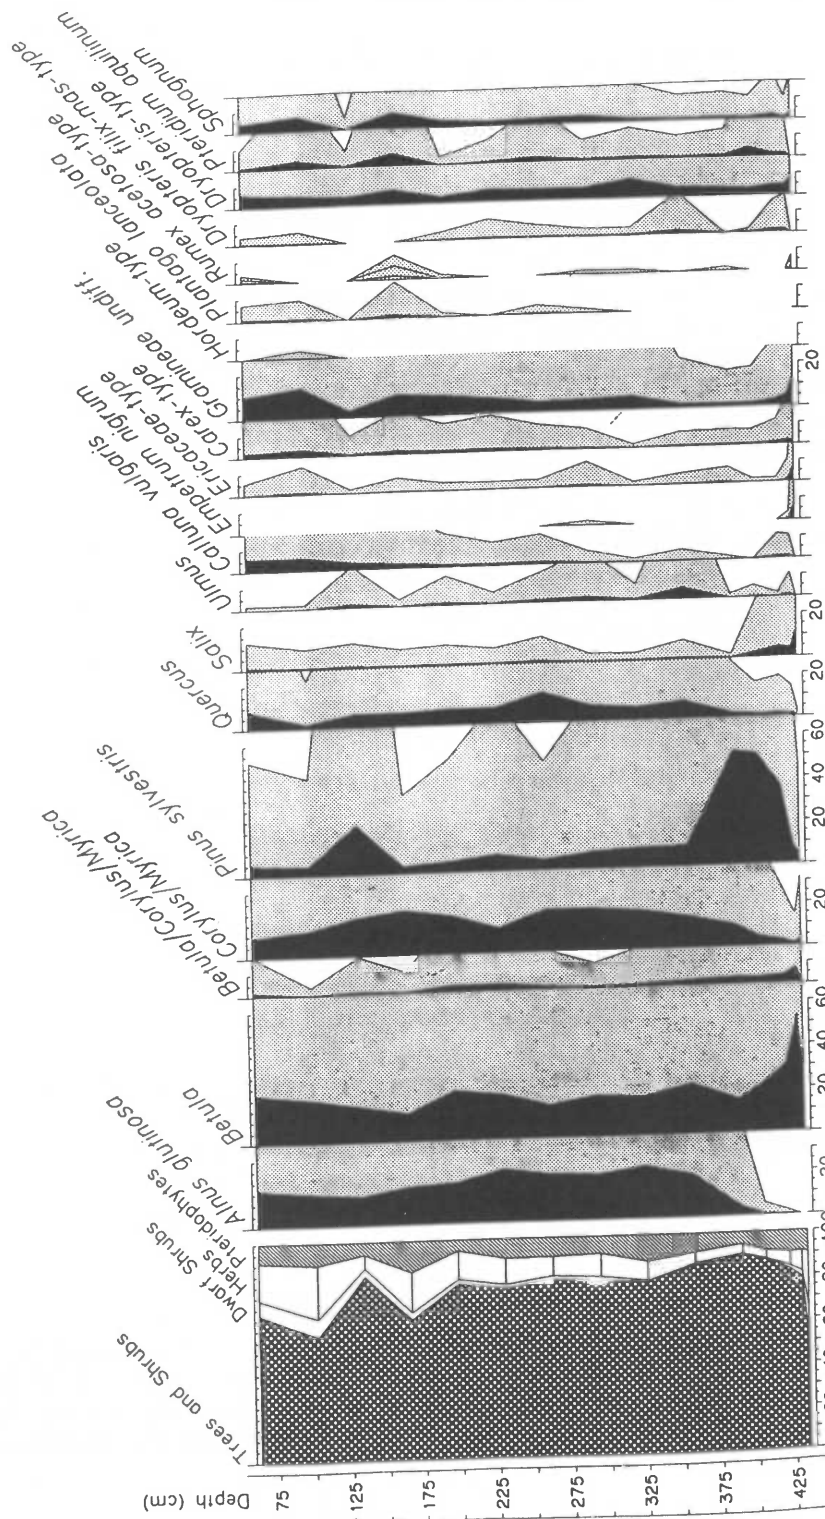 Depth (cm)
75
125
175
225
275
325
375
425
Trees and Shrubs
Dwarf Shrubs
Herbs
Pteridophytes
Alnus glutinosa
Betula
Betula/Corylus/Myrica
Corylus/Myrica
Pinus sylvestris
Quercus
Salix
Ulmus
Calluna vulgaris
Empetrum nigrum
Ericaceae-type
Carex-type
Gramineae undiff.
Hordeum-type
Plantago lanceolata
Rumex acetosa-type
Dryopteris filix-mas-type
Dryopteris-type
Pteridium aquilinum
Sphagnum
20
20
40
60
20
20
40
60
20
20
20